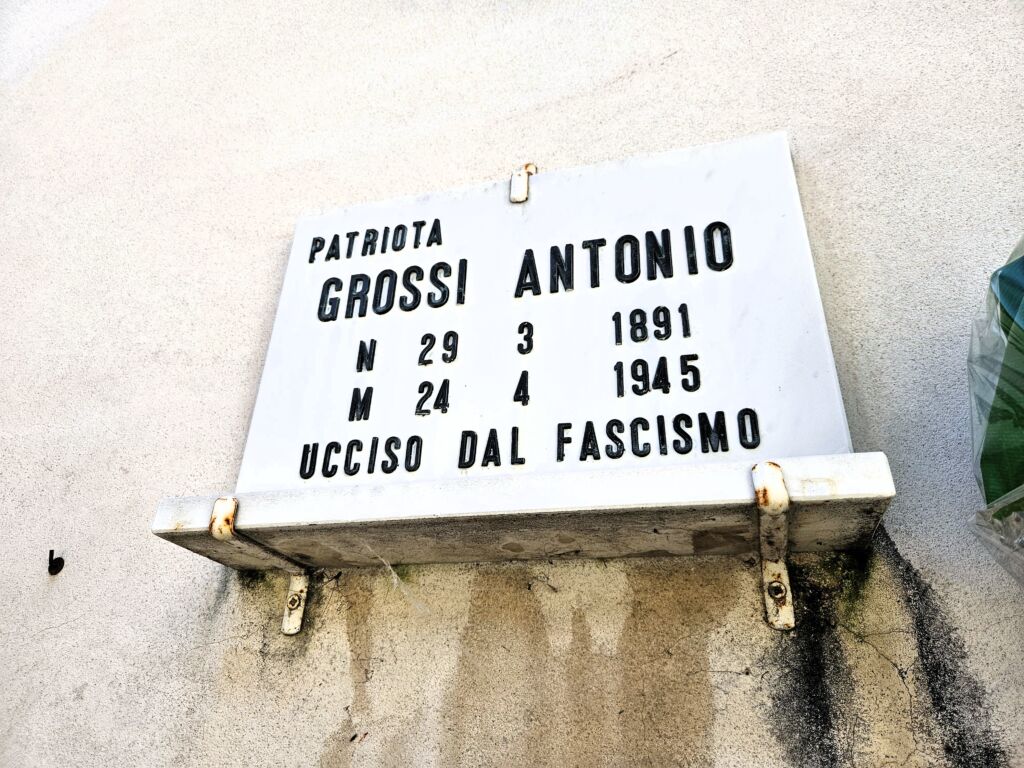 PATRIOTA
GROSSI ANTONIO
N 29 3 1891
M 24 4 1945
UCCISO DAL FASCISMO